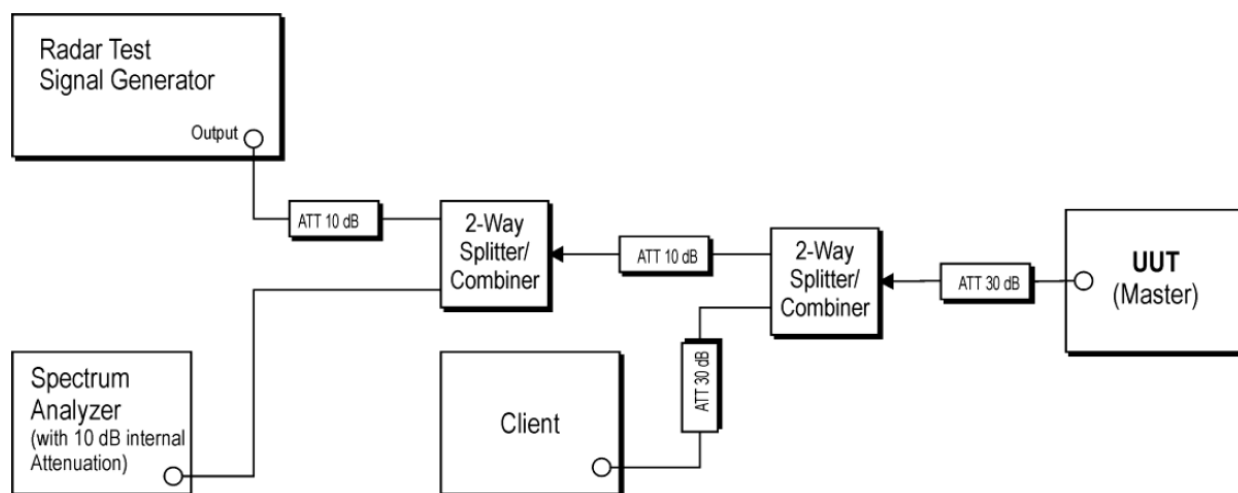 Radar Test
Signal Generator
Output
ATT 10 dB
2-Way
Splitter/
Combiner
ATT 10 dB
2-Way
Splitter/
Combiner
ATT 30 dB
UUT
(Master)
Spectrum
Analyzer
(with 10 dB internal
Attenuation)
Client
ATT 30 dB